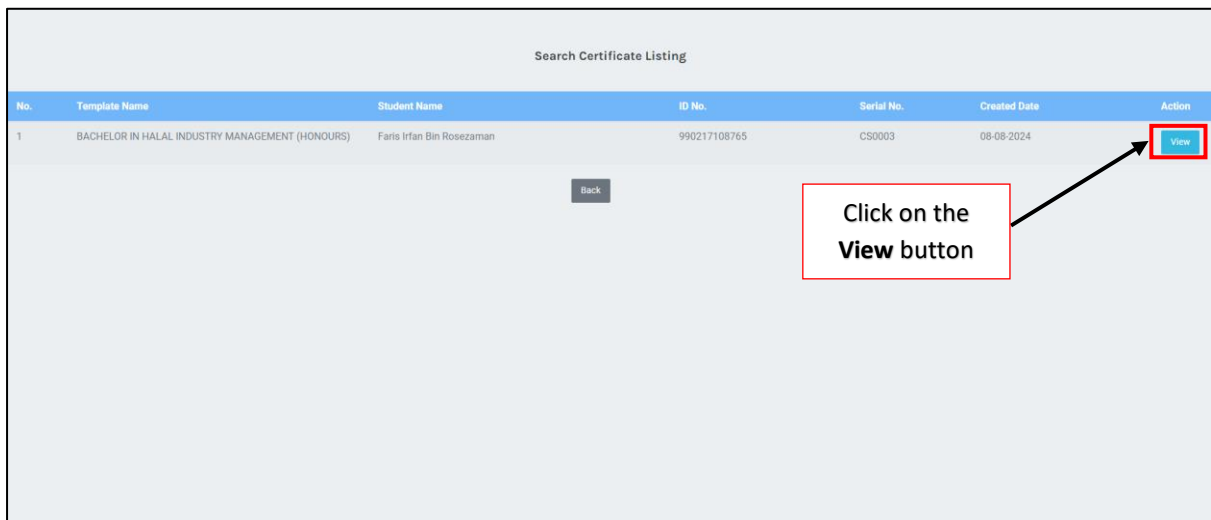 Search Certificate Listing
No. Template Name Student Name ID No. Serial No. Created Date Action
1 BACHELOR IN HALAL INDUSTRY MANAGEMENT (HONOURS) Faris Irfan Bin Rosezaman 990217108765 CS0003 08-08-2024 View
Back
Click on the
View button